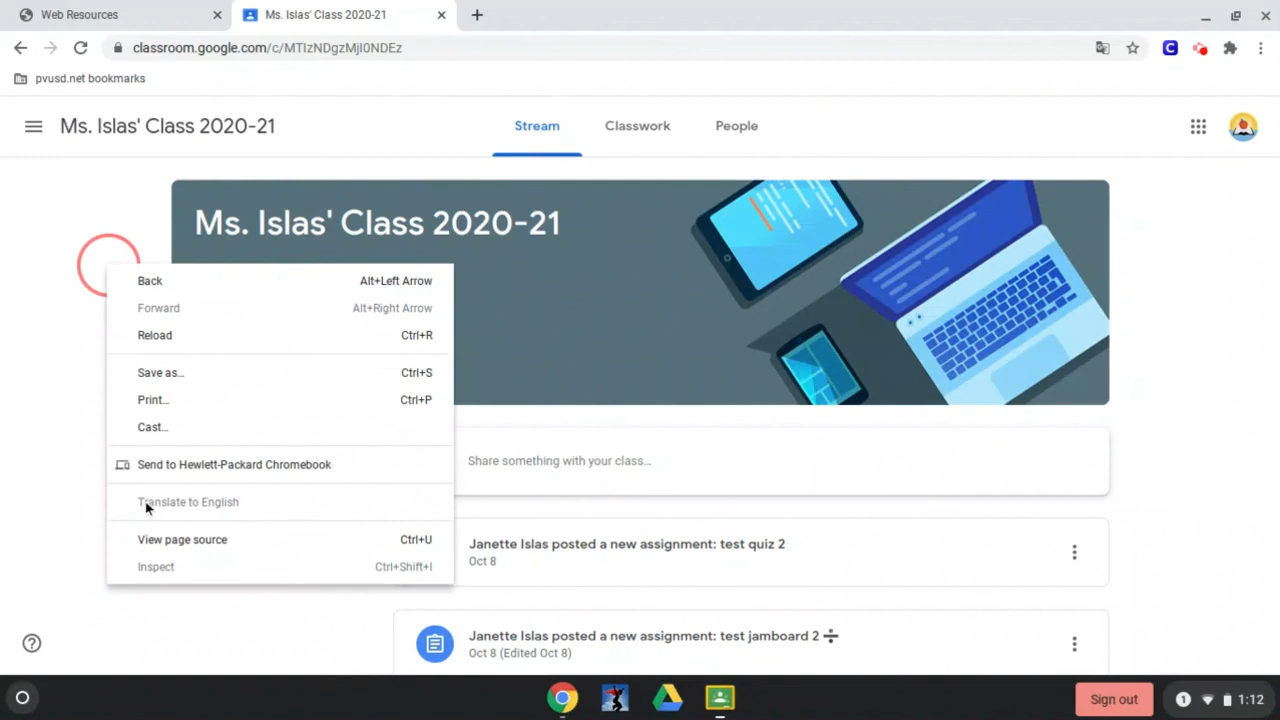 Web Resources
Ms. Islas' Class 2020-21
classroom.google.com/c/MTIzNDgzMjI0NDEz
C
pvusd.net bookmarks
Ms. Islas' Class 2020-21
Stream
Classwork
People
Ms. Islas' Class 2020-21
Back Alt+Left Arrow
Forward Alt+Right Arrow
Reload Ctrl+R
Save as... Ctrl+S
Print... Ctrl+P
Cast...
Send to Hewlett-Packard Chromebook
Translate to English
View page source Ctrl+U
Inspect Ctrl+Shift+I
Share something with your class...
Janette Islas posted a new assignment: test quiz 2
Oct 8
Janette Islas posted a new assignment: test jamboard 2 ➗
Oct 8 (Edited Oct 8)
Sign out
1
1:12